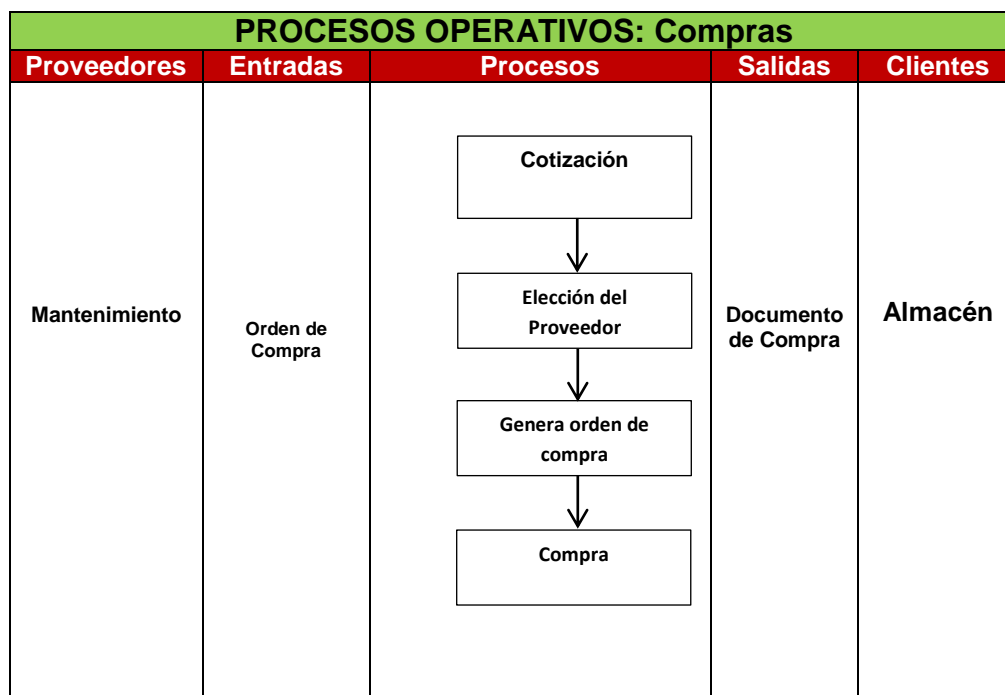 PROCESOS OPERATIVOS: Compras
Proveedores
Entradas
Procesos
Salidas
Clientes
Mantenimiento
Orden de
Compra
Cotización
Elección del
Proveedor
Genera orden de
compra
Compra
Documento
de Compra
Almacén